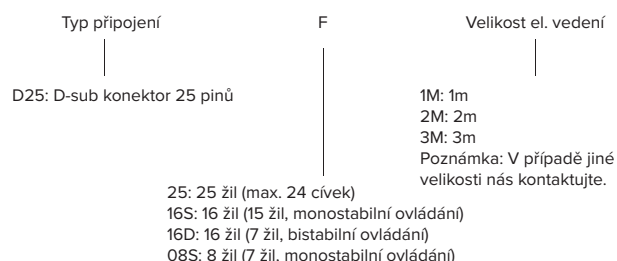 Typ připojení F Velikost el. vedení
D25: D-sub konektor 25 pinů
1M: 1m
2M: 2m
3M: 3m
Poznámka: V případě jiné
velikosti nás kontaktujte.
25: 25 žil (max. 24 cívek)
16S: 16 žil (15 žil, monostabilní ovládání)
16D: 16 žil (7 žil, bistabilní ovládání)
08S: 8 žil (7 žil, monostabilní ovládání)